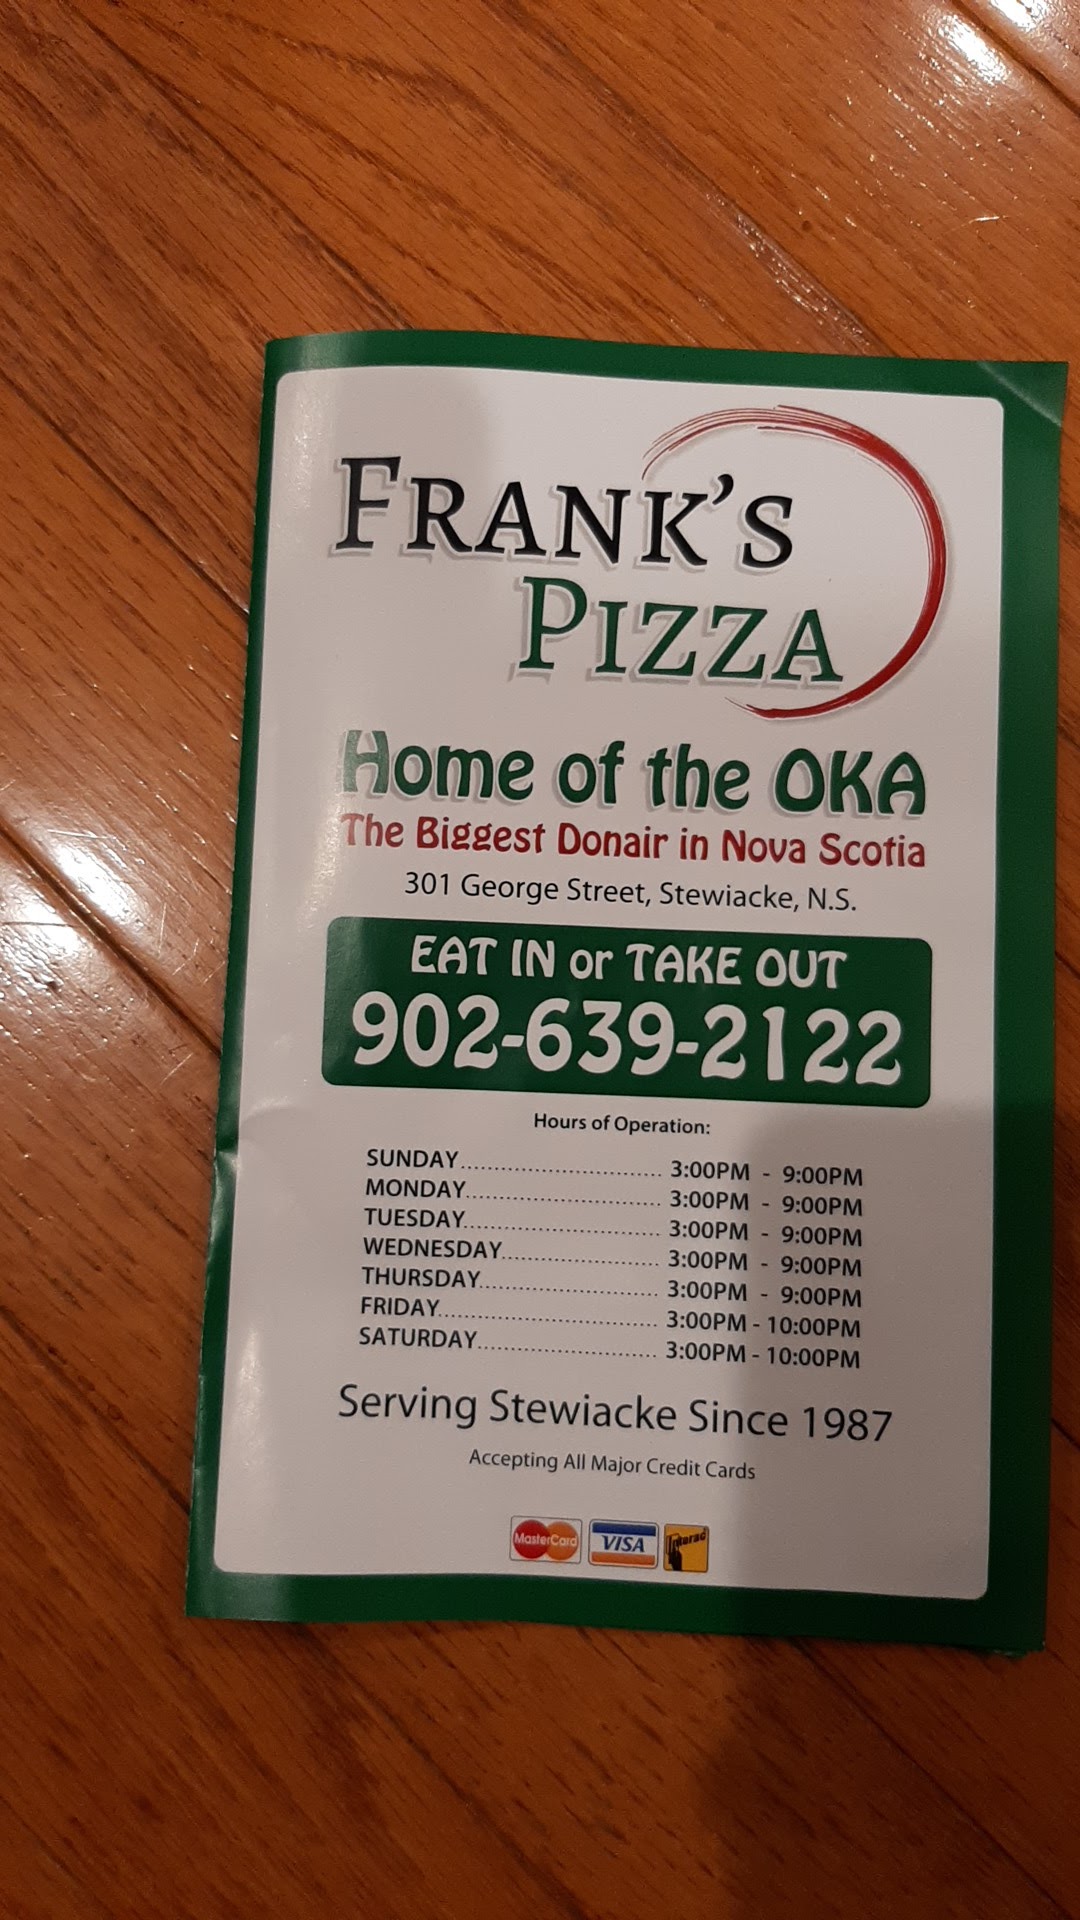 FRANK'S
PIZZA
Home of the OKA
The Biggest Donair in Nova Scotia
301 George Street, Stewiacke, N.S.
EAT IN or TAKE OUT
902-639-2122
Hours of Operation:
SUNDAY.............................. 3:00PM - 9:00PM
MONDAY............................. 3:00PM - 9:00PM
TUESDAY............................. 3:00PM - 9:00PM
WEDNESDAY....................... 3:00PM - 9:00PM
THURSDAY.......................... 3:00PM - 9:00PM
FRIDAY................................ 3:00PM - 10:00PM
SATURDAY........................... 3:00PM - 10:00PM
Serving Stewiacke Since 1987
Accepting All Major Credit Cards
MasterCard VISA Interac